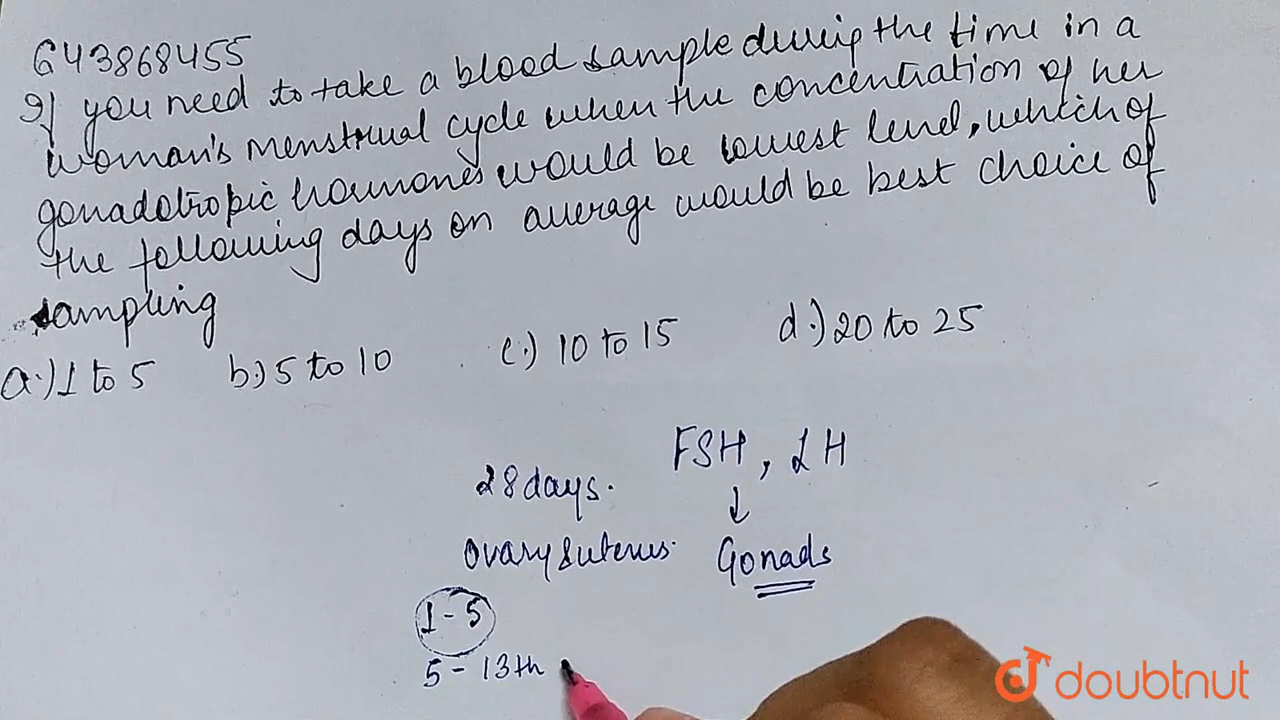 643868455
If you need to take a blood sample during the time in a
woman's menstrual cycle when the concentration of her
gonadotropic hormones would be lowest level, which of
the following days on average would be best choice of
sampling
a.) 1 to 5 b.) 5 to 10 c.) 10 to 15 d.) 20 to 25
28 days. FSH, LH
↓
Ovary & uterus. Gonads
1 - 5
5 - 13th
doubtnut